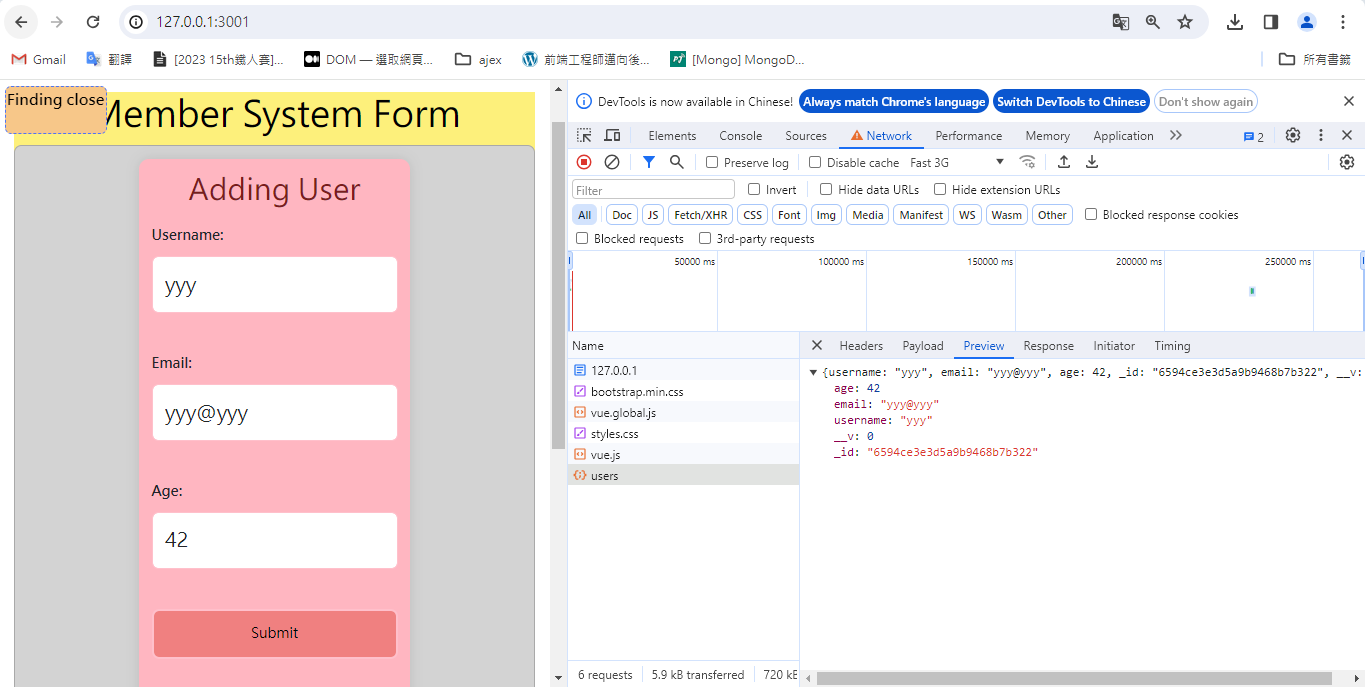 127.0.0.1:3001
Gmail 翻譯 [2023 15th鐵人賽]... DOM — 選取網頁... ajex 前端工程師邁向後... [Mongo] MongoD... 所有書籤
Finding close
Member System Form
Adding User
Username:
yyy
Email:
yyy@yyy
Age:
42
Submit
DevTools is now available in Chinese! Always match Chrome's language Switch DevTools to Chinese Don't show again
Elements Console Sources Network Performance Memory Application 2
Preserve log Disable cache Fast 3G
Filter Invert Hide data URLs Hide extension URLs
All Doc JS Fetch/XHR CSS Font Img Media Manifest WS Wasm Other Blocked response cookies
Blocked requests 3rd-party requests
50000 ms 100000 ms 150000 ms 200000 ms 250000 ms
Name
127.0.0.1
bootstrap.min.css
vue.global.js
styles.css
vue.js
users
6 requests 5.9 kB transferred 720 kB
Headers Payload Preview Response Initiator Timing
{username: "yyy", email: "yyy@yyy", age: 42, _id: "6594ce3e3d5a9b9468b7b322", __v:
age: 42
email: "yyy@yyy"
username: "yyy"
__v: 0
_id: "6594ce3e3d5a9b9468b7b322"